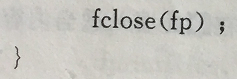 fclose(fp) ;
}